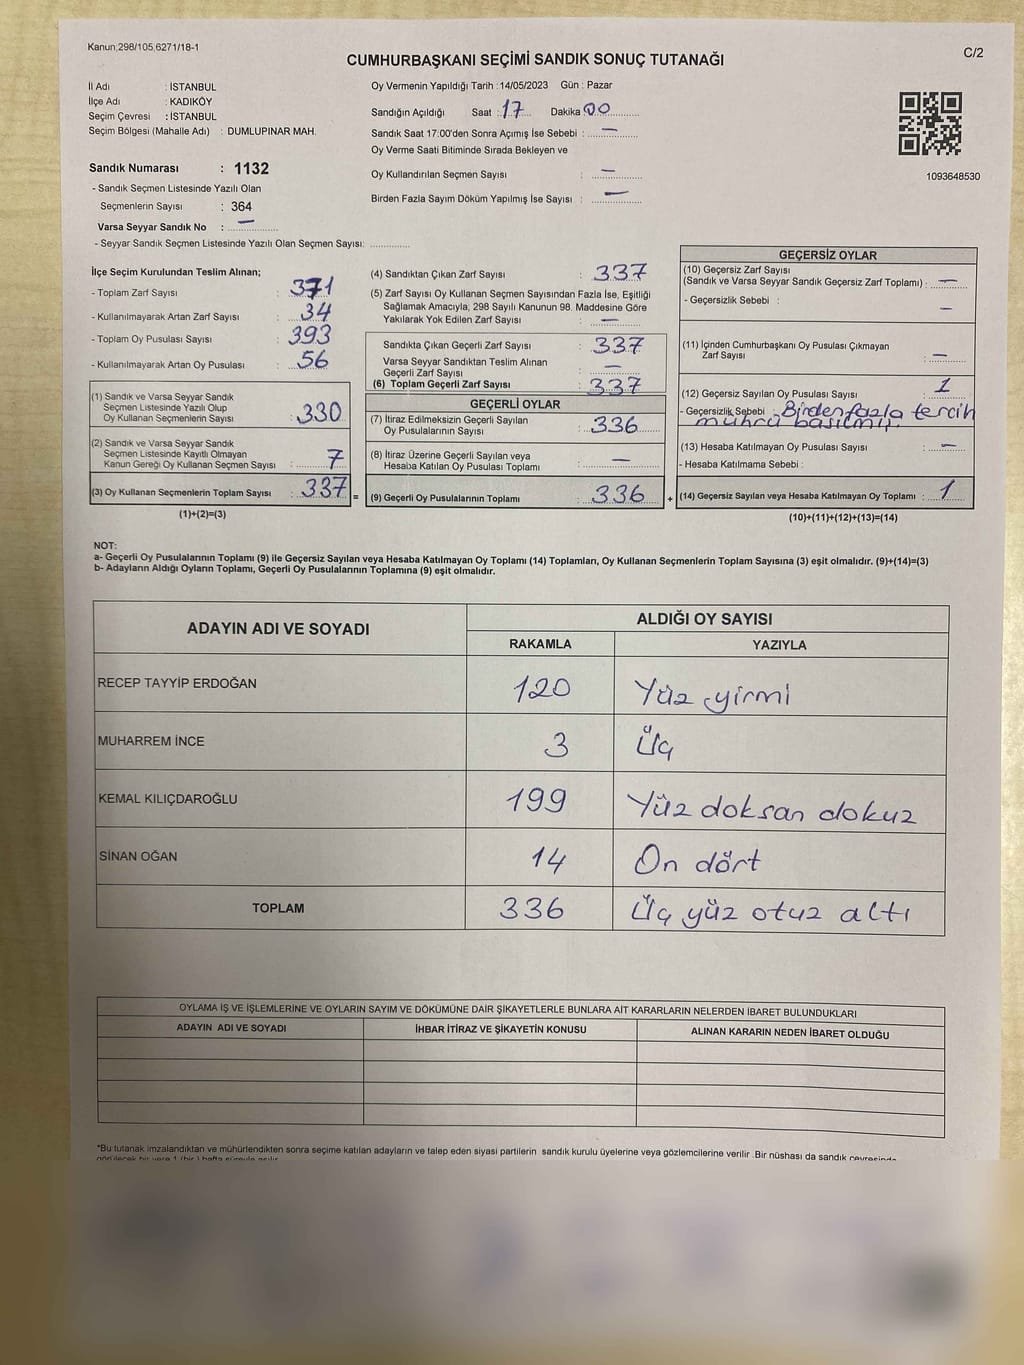 Kanun,298/105,6271/18-1
C/2
CUMHURBAŞKANI SEÇİMİ SANDIK SONUÇ TUTANAĞI
İl Adı : İSTANBUL
İlçe Adı : KADIKÖY
Seçim Çevresi : İSTANBUL
Seçim Bölgesi (Mahalle Adı) : DUMLUPINAR MAH.
Oy Vermenin Yapıldığı Tarih :14/05/2023 Gün : Pazar
Sandığın Açıldığı Saat : 17 Dakika 00
Sandık Saat 17:00'den Sonra Açımış İse Sebebi : —
Oy Verme Saati Bitiminde Sırada Bekleyen ve
Oy Kullandırılan Seçmen Sayısı : —
Birden Fazla Sayım Döküm Yapılmış İse Sayısı : —
1093648530
Sandık Numarası : 1132
- Sandık Seçmen Listesinde Yazılı Olan
Seçmenlerin Sayısı : 364
Varsa Seyyar Sandık No : —
- Seyyar Sandık Seçmen Listesinde Yazılı Olan Seçmen Sayısı: ..............
İlçe Seçim Kurulundan Teslim Alınan;
- Toplam Zarf Sayısı : 371
- Kullanılmayarak Artan Zarf Sayısı : 34
- Toplam Oy Pusulası Sayısı : 393
- Kullanılmayarak Artan Oy Pusulası : 56
(1) Sandık ve Varsa Seyyar Sandık
Seçmen Listesinde Yazılı Olup
Oy Kullanan Seçmenlerin Sayısı : 330
(2) Sandık ve Varsa Seyyar Sandık
Seçmen Listesinde Kayıtlı Olmayan
Kanun Gereği Oy Kullanan Seçmen Sayısı : 7
(3) Oy Kullanan Seçmenlerin Toplam Sayısı : 337 =
(1)+(2)=(3)
(4) Sandıktan Çıkan Zarf Sayısı : 337
(5) Zarf Sayısı Oy Kullanan Seçmen Sayısından Fazla İse, Eşitliği
Sağlamak Amacıyla, 298 Sayılı Kanunun 98. Maddesine Göre
Yakılarak Yok Edilen Zarf Sayısı : —
Sandıkta Çıkan Geçerli Zarf Sayısı : 337
Varsa Seyyar Sandıktan Teslim Alınan
Geçerli Zarf Sayısı : —
(6) Toplam Geçerli Zarf Sayısı : 337
GEÇERLİ OYLAR
(7) İtiraz Edilmeksizin Geçerli Sayılan
Oy Pusulalarının Sayısı : 336
(8) İtiraz Üzerine Geçerli Sayılan veya
Hesaba Katılan Oy Pusulası Toplamı : —
(9) Geçerli Oy Pusulalarının Toplamı : 336 +
GEÇERSİZ OYLAR
(10) Geçersiz Zarf Sayısı
(Sandık ve Varsa Seyyar Sandık Geçersiz Zarf Toplamı) : —
- Geçersizlik Sebebi : —
(11) İçinden Cumhurbaşkanı Oy Pusulası Çıkmayan
Zarf Sayısı : —
(12) Geçersiz Sayılan Oy Pusulası Sayısı : 1
- Geçersizlik Sebebi : Birden fazla tercih
mührü basılmış.
(13) Hesaba Katılmayan Oy Pusulası Sayısı : —
- Hesaba Katılmama Sebebi :
(14) Geçersiz Sayılan veya Hesaba Katılmayan Oy Toplamı : 1
(10)+(11)+(12)+(13)=(14)
NOT:
a- Geçerli Oy Pusulalarının Toplamı (9) ile Geçersiz Sayılan veya Hesaba Katılmayan Oy Toplamı (14) Toplamları, Oy Kullanan Seçmenlerin Toplam Sayısına (3) eşit olmalıdır. (9)+(14)=(3)
b- Adayların Aldığı Oyların Toplamı, Geçerli Oy Pusulalarının Toplamına (9) eşit olmalıdır.
ADAYIN ADI VE SOYADI ALDIĞI OY SAYISI
RAKAMLA YAZIYLA
RECEP TAYYİP ERDOĞAN 120 Yüz yirmi
MUHARREM İNCE 3 Üç
KEMAL KILIÇDAROĞLU 199 Yüz doksan dokuz
SİNAN OĞAN 14 On dört
TOPLAM 336 Üç yüz otuz altı
OYLAMA İŞ VE İŞLEMLERİNE VE OYLARIN SAYIM VE DÖKÜMÜNE DAİR ŞİKAYETLERLE BUNLARA AİT KARARLARIN NELERDEN İBARET BULUNDUKLARI
ADAYIN ADI VE SOYADI İHBAR İTİRAZ VE ŞİKAYETİN KONUSU ALINAN KARARIN NEDEN İBARET OLDUĞU
*Bu tutanak imzalandıktan ve mühürlendikten sonra seçime katılan adayların ve talep eden siyasi partilerin sandık kurulu üyelerine veya gözlemcilerine verilir .Bir nüshası da sandık çevresinde